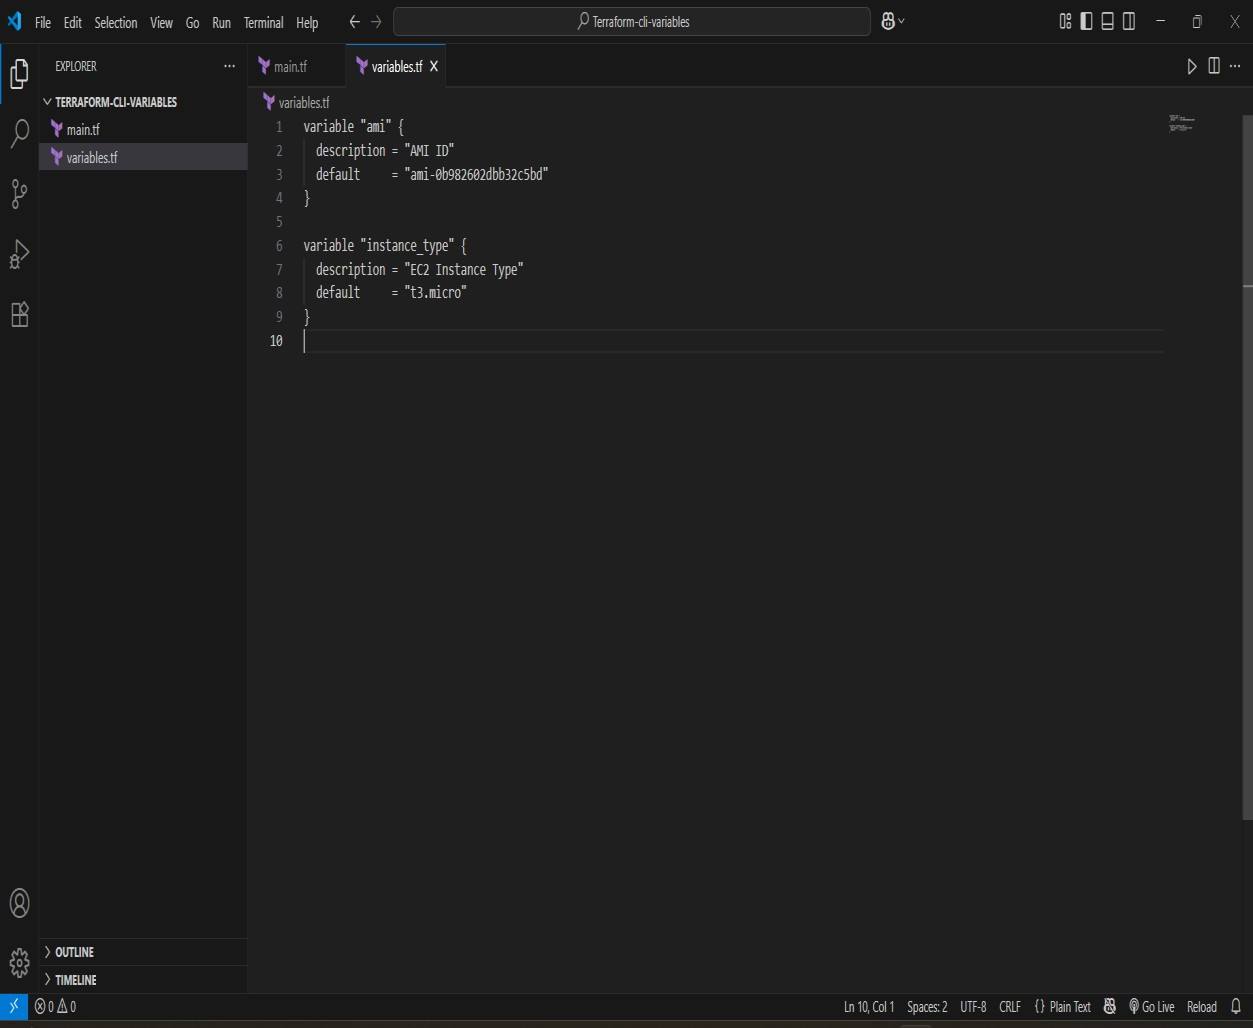 File Edit Selection View Go Run Terminal Help
Terraform-cli-variables
EXPLORER
TERRAFORM-CLI-VARIABLES
main.tf
variables.tf
OUTLINE
TIMELINE
main.tf
variables.tf
variables.tf
1 variable "ami" {
2   description = "AMI ID"
3   default     = "ami-0b982602dbb32c5bd"
4 }
5
6 variable "instance_type" {
7   description = "EC2 Instance Type"
8   default     = "t3.micro"
9 }
10
0 0
Ln 10, Col 1 Spaces: 2 UTF-8 CRLF {} Plain Text Go Live Reload